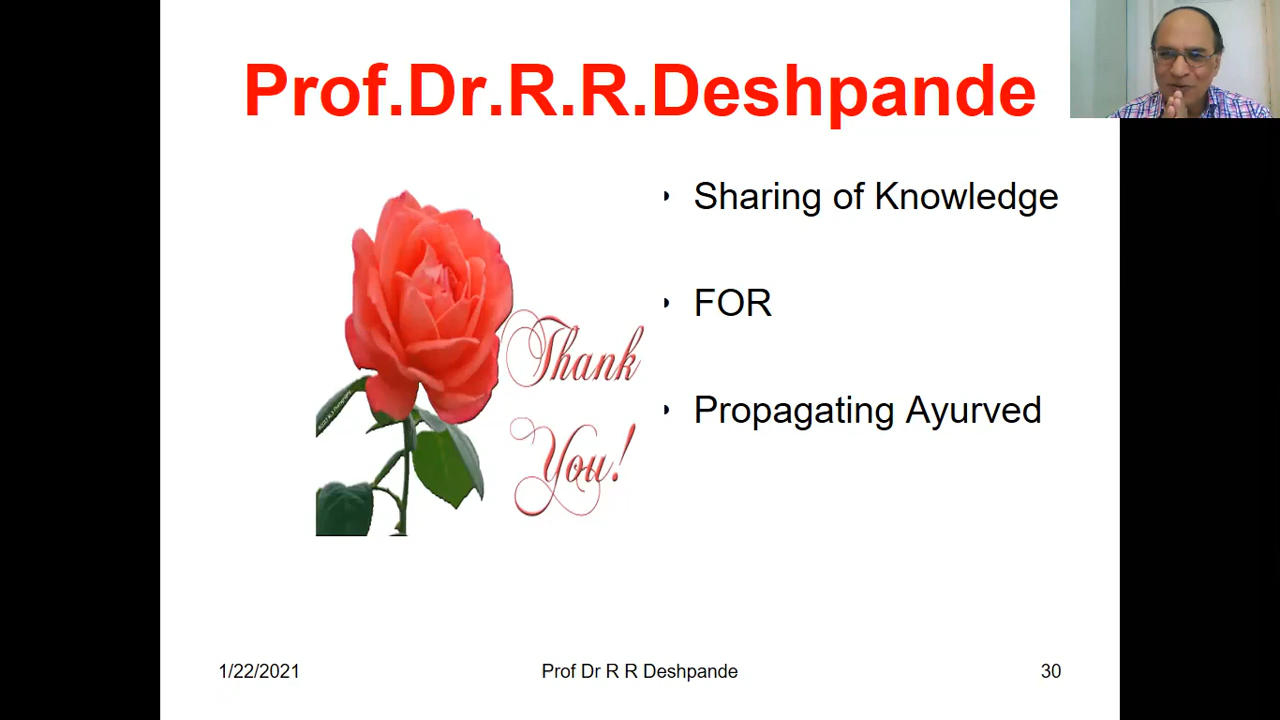 Prof.Dr.R.R.Deshpande
• Sharing of Knowledge
• FOR
• Propagating Ayurved
Thank
You!
1/22/2021
Prof Dr R R Deshpande
30